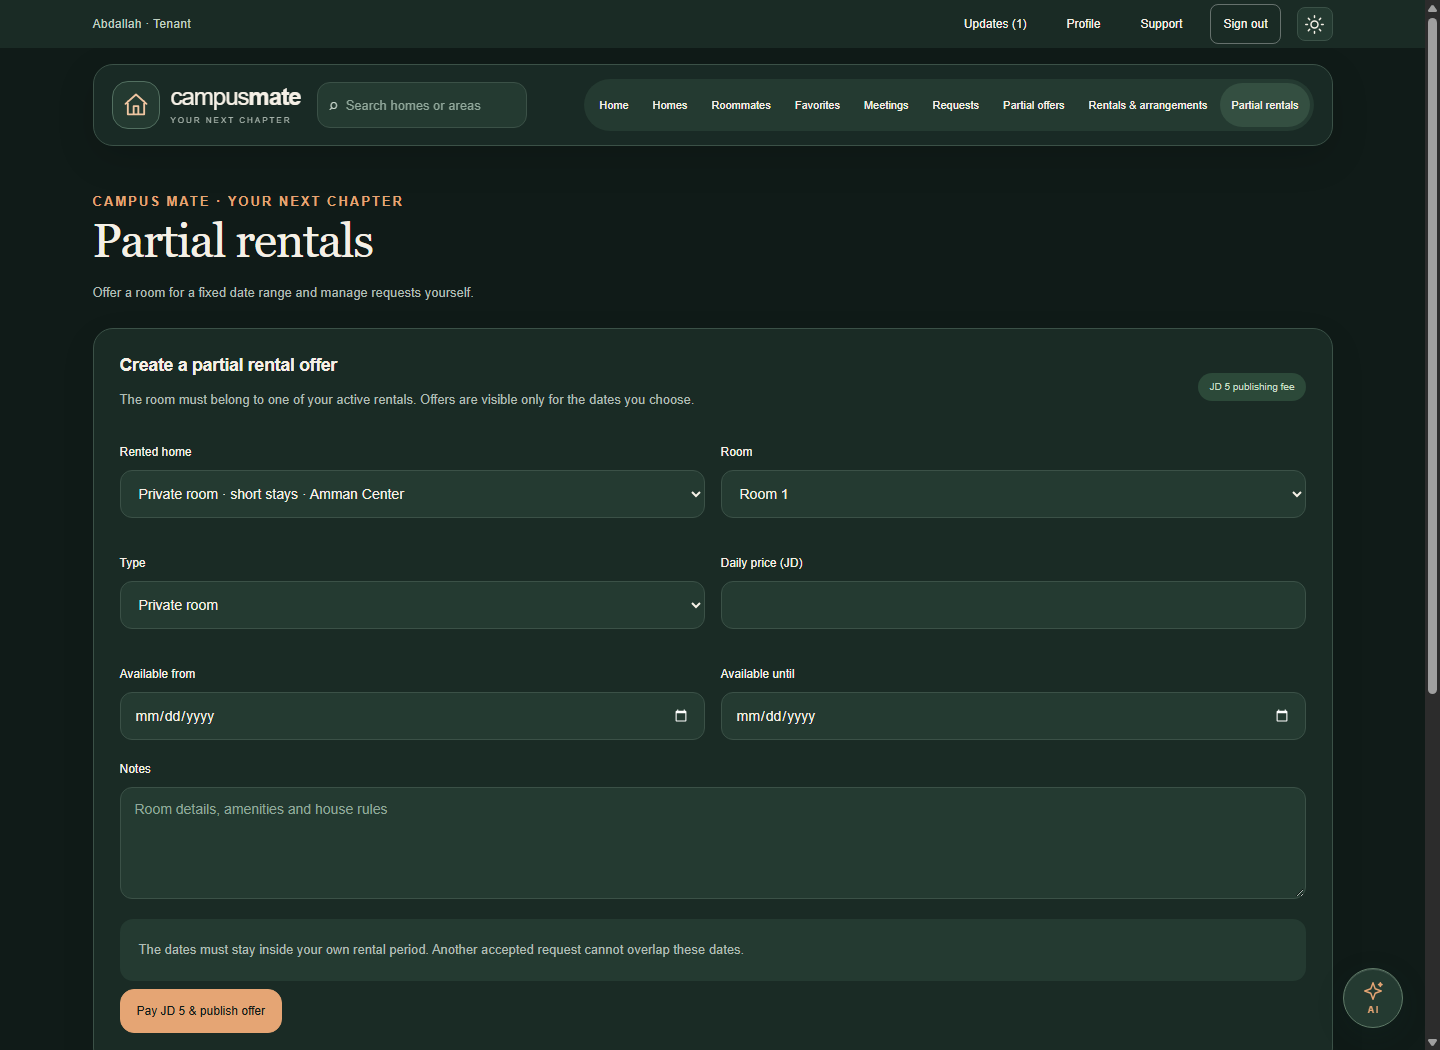 Abdallah · Tenant
Updates (1)
Profile
Support
Sign out
campusmate
YOUR NEXT CHAPTER
Search homes or areas
Home
Homes
Roommates
Favorites
Meetings
Requests
Partial offers
Rentals & arrangements
Partial rentals
CAMPUS MATE · YOUR NEXT CHAPTER
Partial rentals
Offer a room for a fixed date range and manage requests yourself.
Create a partial rental offer
The room must belong to one of your active rentals. Offers are visible only for the dates you choose.
JD 5 publishing fee
Rented home
Room
Private room · short stays · Amman Center
Room 1
Type
Daily price (JD)
Private room
Available from
Available until
mm/dd/yyyy
mm/dd/yyyy
Notes
Room details, amenities and house rules
The dates must stay inside your own rental period. Another accepted request cannot overlap these dates.
Pay JD 5 & publish offer
AI